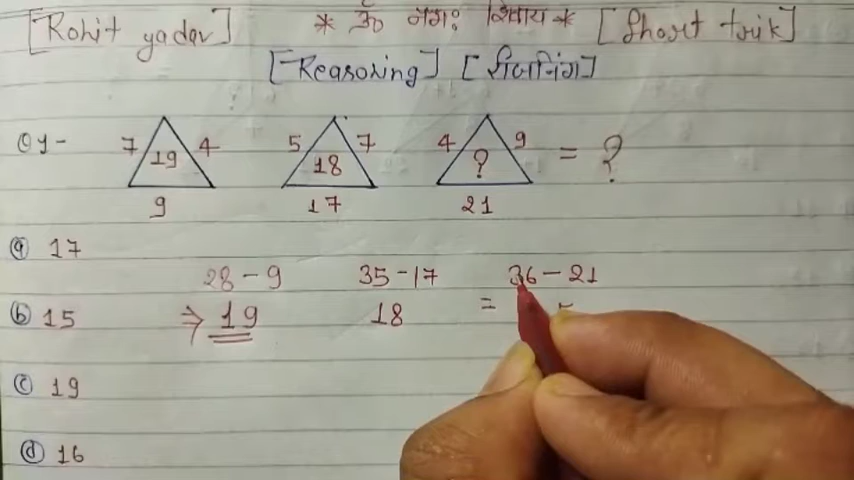 [Rohit yadav] * ॐ नमः शिवाय * [Short trik]
[Reasoning] [रीजनिंग]
Q1- 7 19 4 5 18 7 4 ? 9 = ?
9 17 21
ⓐ 17
28 - 9 35 - 17 36 - 21
ⓑ 15 ⇒ 19 18 =
ⓒ 19
ⓓ 16